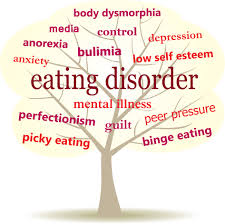 body dysmorphia
media
control
depression
anorexia
bulimia
anxiety
low self esteem
eating disorder
mental illness
perfectionism
guilt
peer pressure
picky eating
binge eating